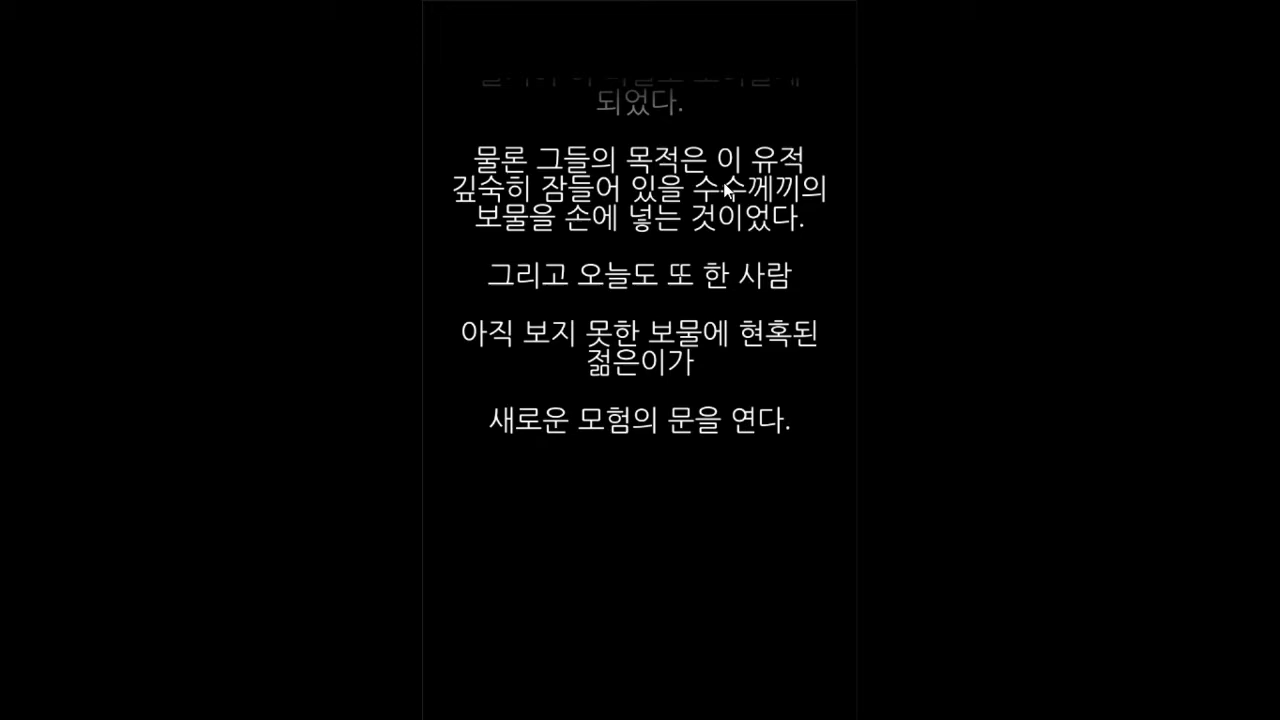 되었다.
물론 그들의 목적은 이 유적
깊숙히 잠들어 있을 수수께끼의
보물을 손에 넣는 것이었다.
그리고 오늘도 또 한 사람
아직 보지 못한 보물에 현혹된
젊은이가
새로운 모험의 문을 연다.